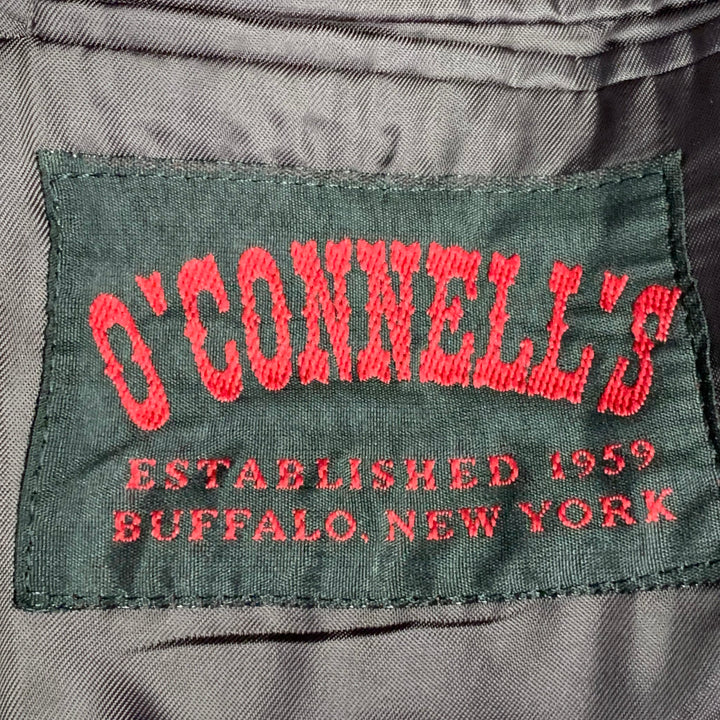 O'CONNELL'S
ESTABLISHED 1959
BUFFALO, NEW YORK